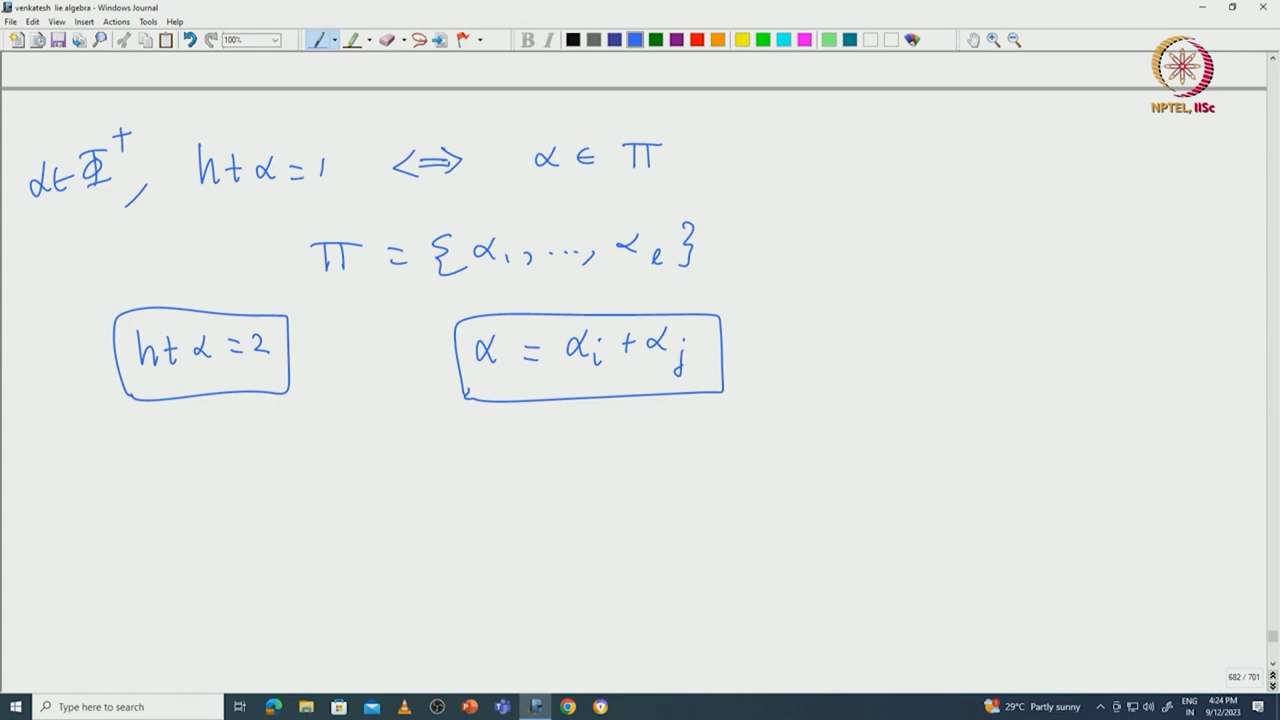 venkatesh lie algebra - Windows Journal
File Edit View Insert Actions Tools Help
100%
NPTEL, IISc
α ∈ Φ⁺, ht α = 1 <=> α ∈ Π
Π = {α₁, ..., αₗ}
ht α = 2 α = αᵢ + αⱼ
682 / 701
Type here to search
29°C Partly sunny
ENG
IN
4:24 PM
9/12/2023